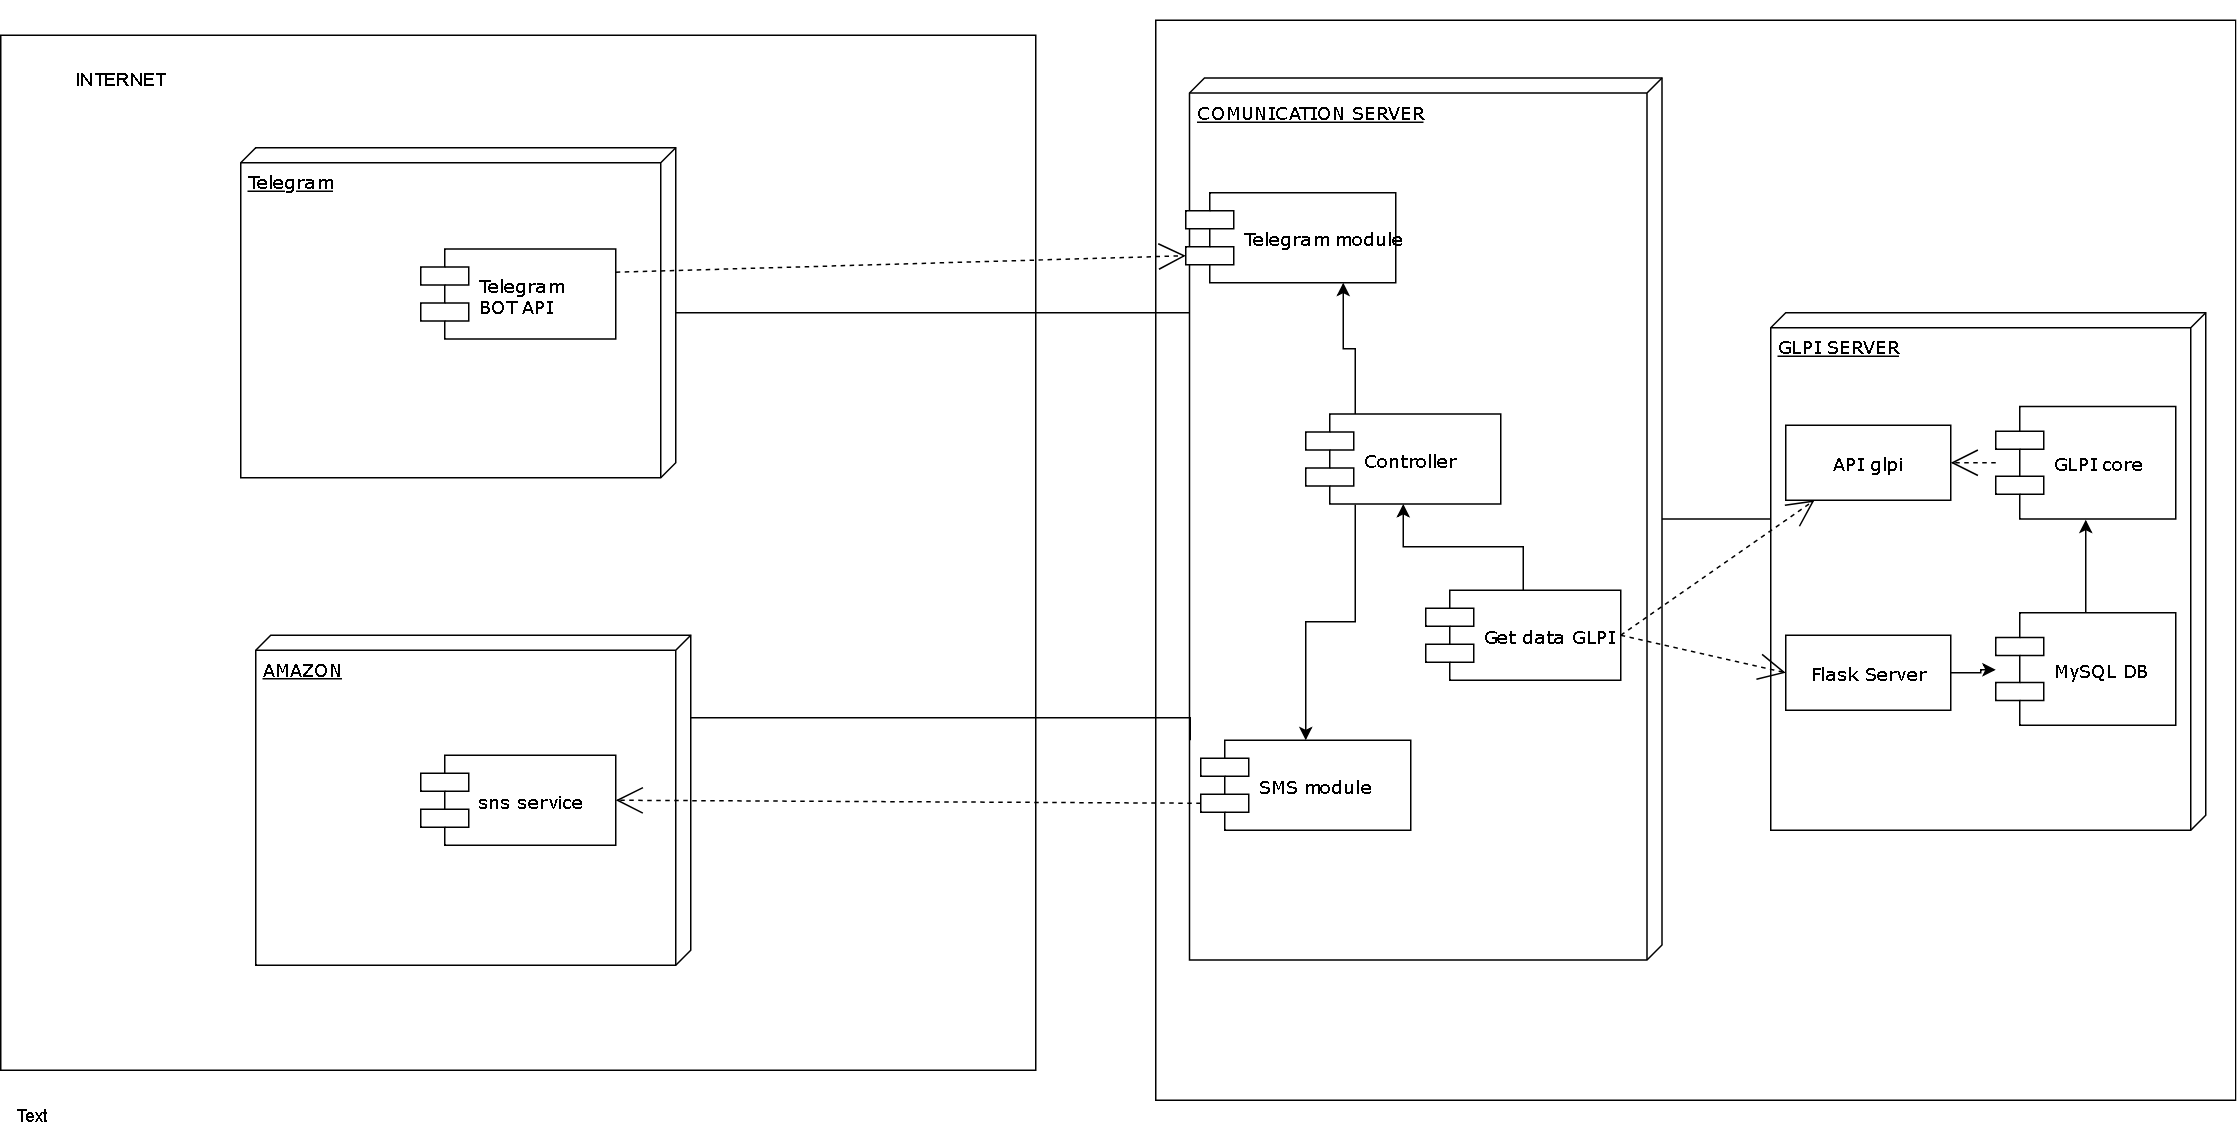 INTERNET
Telegram
Telegram
BOT API
AMAZON
sns service
COMUNICATION SERVER
Telegram module
Controller
Get data GLPI
SMS module
GLPI SERVER
API glpi
GLPI core
Flask Server
MySQL DB
Text